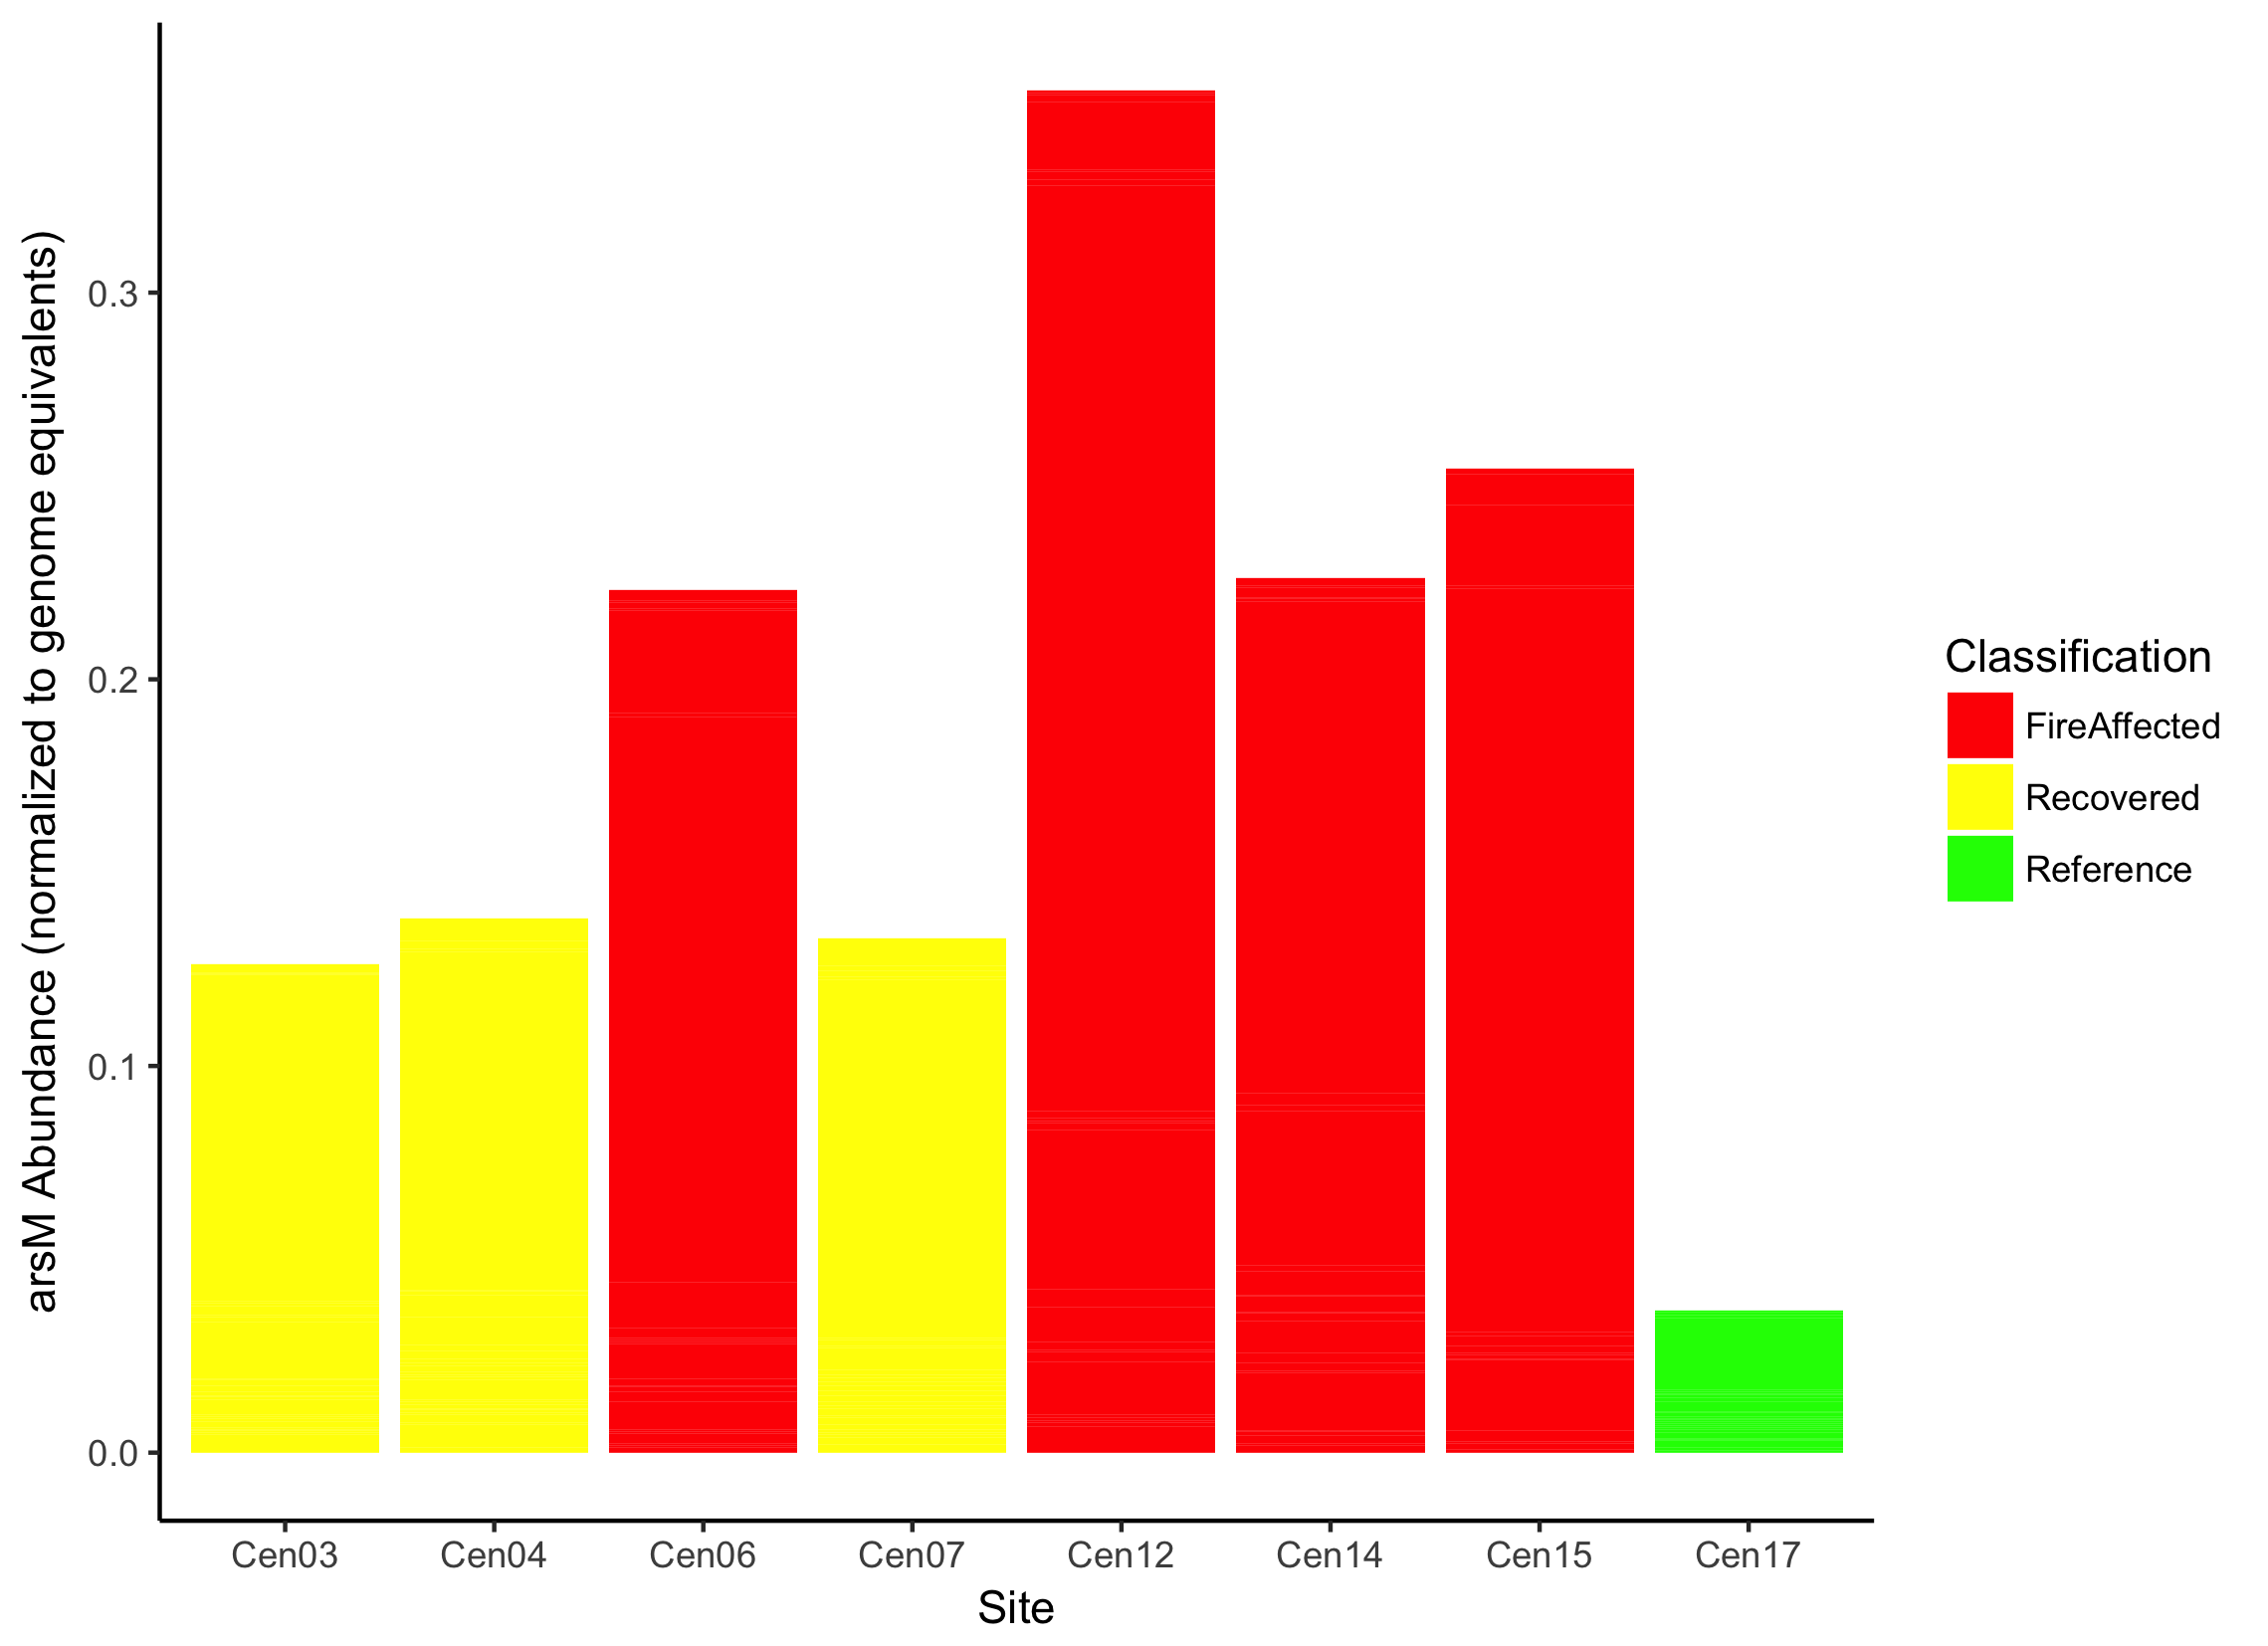 arsM Abundance (normalized to genome equivalents)
0.3
0.2
0.1
0.0
Cen03 Cen04 Cen06 Cen07 Cen12 Cen14 Cen15 Cen17
Site
Classification
FireAffected
Recovered
Reference